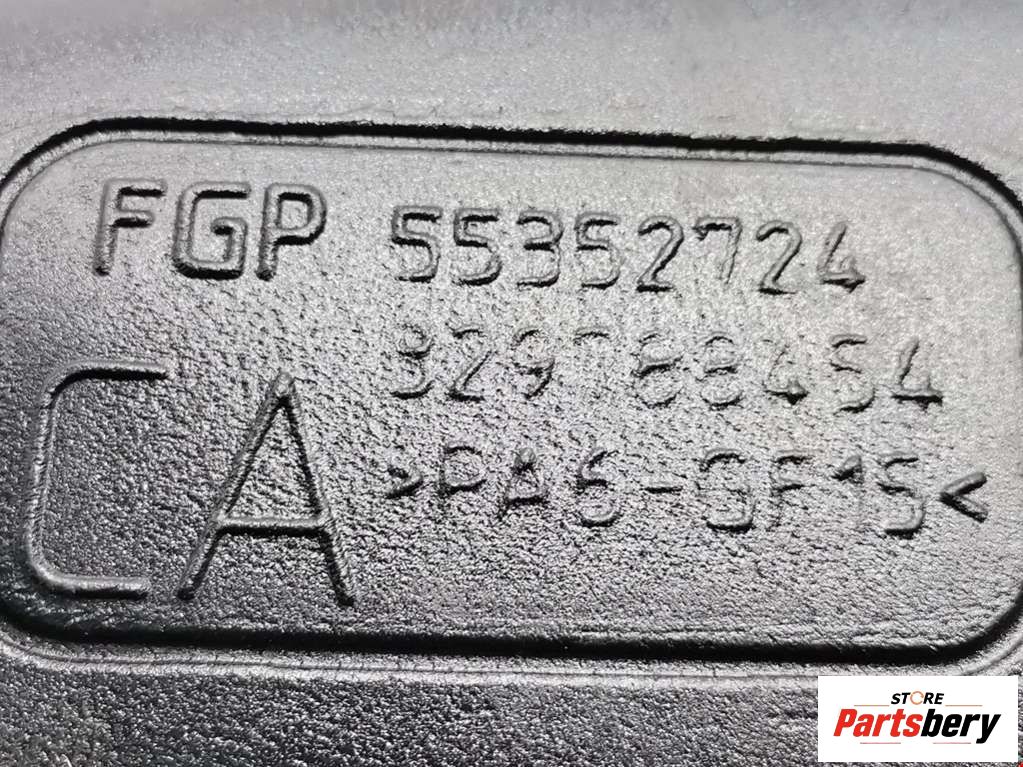 FGP 55352724
329788454
CA
>PA6-GF15<
STORE
Partsbery